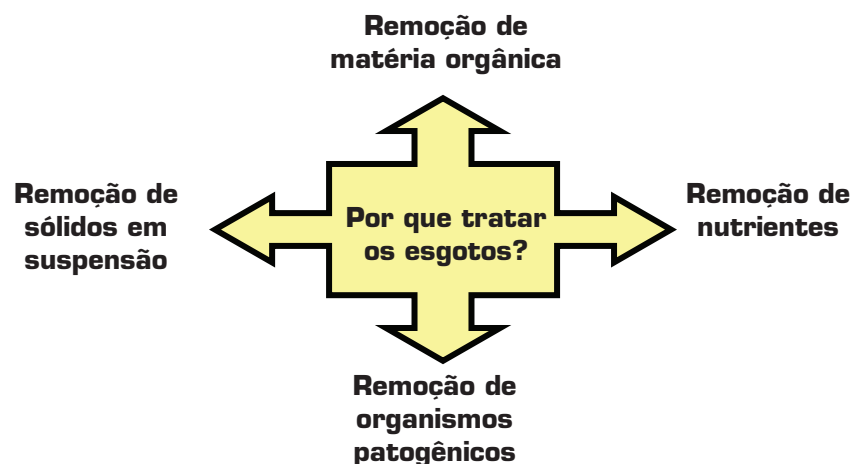 Remoção de
matéria orgânica
Remoção de
sólidos em
suspensão
Por que tratar
os esgotos?
Remoção de
nutrientes
Remoção de
organismos
patogênicos